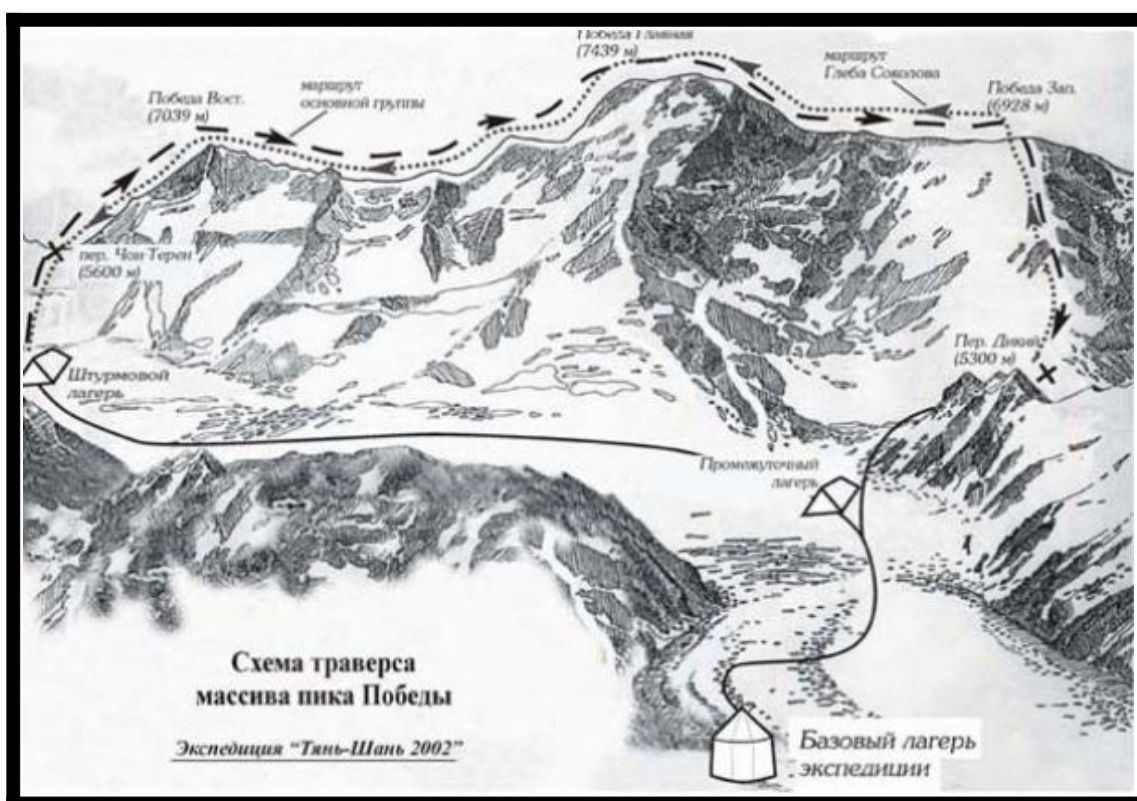 Победа Главная
(7439 м)
маршрут
Глеба Соколова
Победа Вост.
(7039 м)
маршрут
основной группы
Победа Зап.
(6928 м)
пер. Чон-Терен
(5600 м)
Пер. Дикий
(5300 м)
Штурмовой
лагерь
Промежуточный
лагерь
Схема траверса
массива пика Победы
Экспедиция "Тянь-Шань 2002"
Базовый лагерь
экспедиции